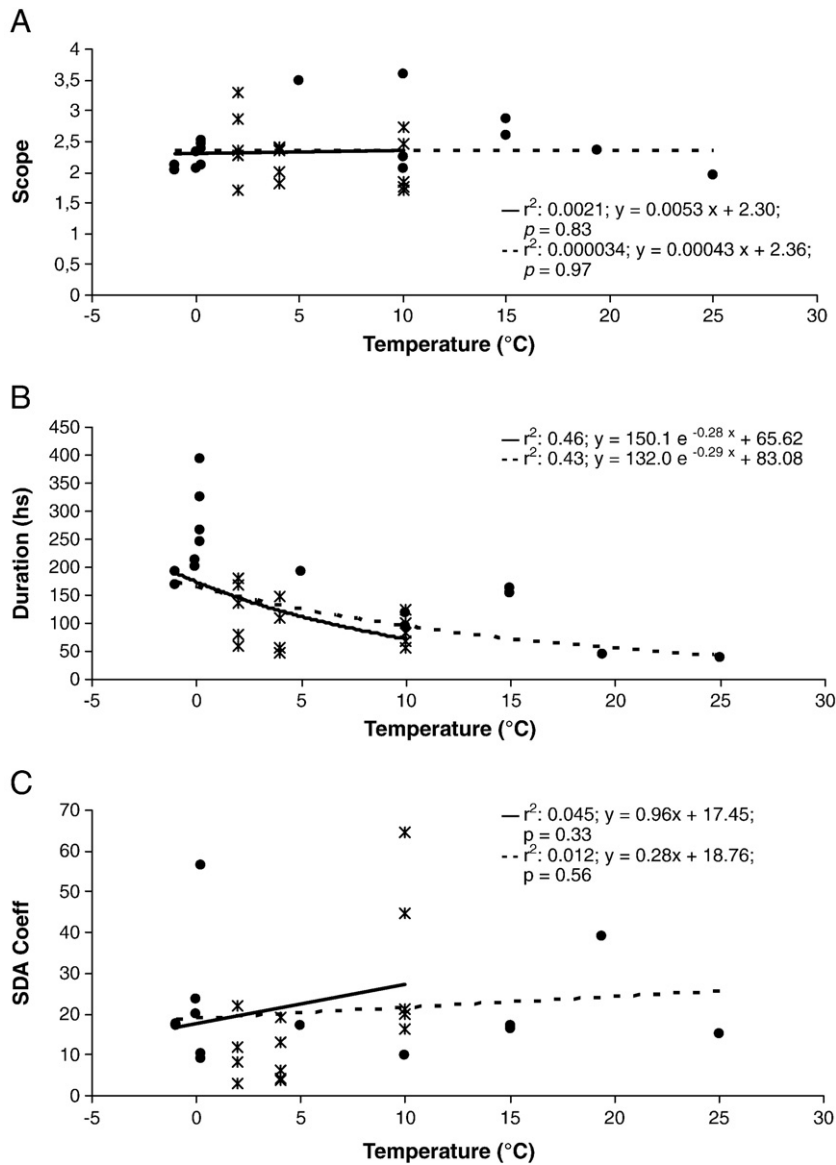 A
4
3,5
3
2,5
2
1,5
1
0,5
0
Scope
r²: 0.0021; y = 0.0053 x + 2.30;
p = 0.83
r²: 0.000034; y = 0.00043 x + 2.36;
p = 0.97
-5 0 5 10 15 20 25 30
Temperature (°C)
B
450
400
350
300
250
200
150
100
50
0
Duration (hs)
r²: 0.46; y = 150.1 e -0.28 x + 65.62
r²: 0.43; y = 132.0 e -0.29 x + 83.08
-5 0 5 10 15 20 25 30
Temperature (°C)
C
70
60
50
40
30
20
10
0
SDA Coeff
r²: 0.045; y = 0.96x + 17.45;
p = 0.33
r²: 0.012; y = 0.28x + 18.76;
p = 0.56
-5 0 5 10 15 20 25 30
Temperature (°C)